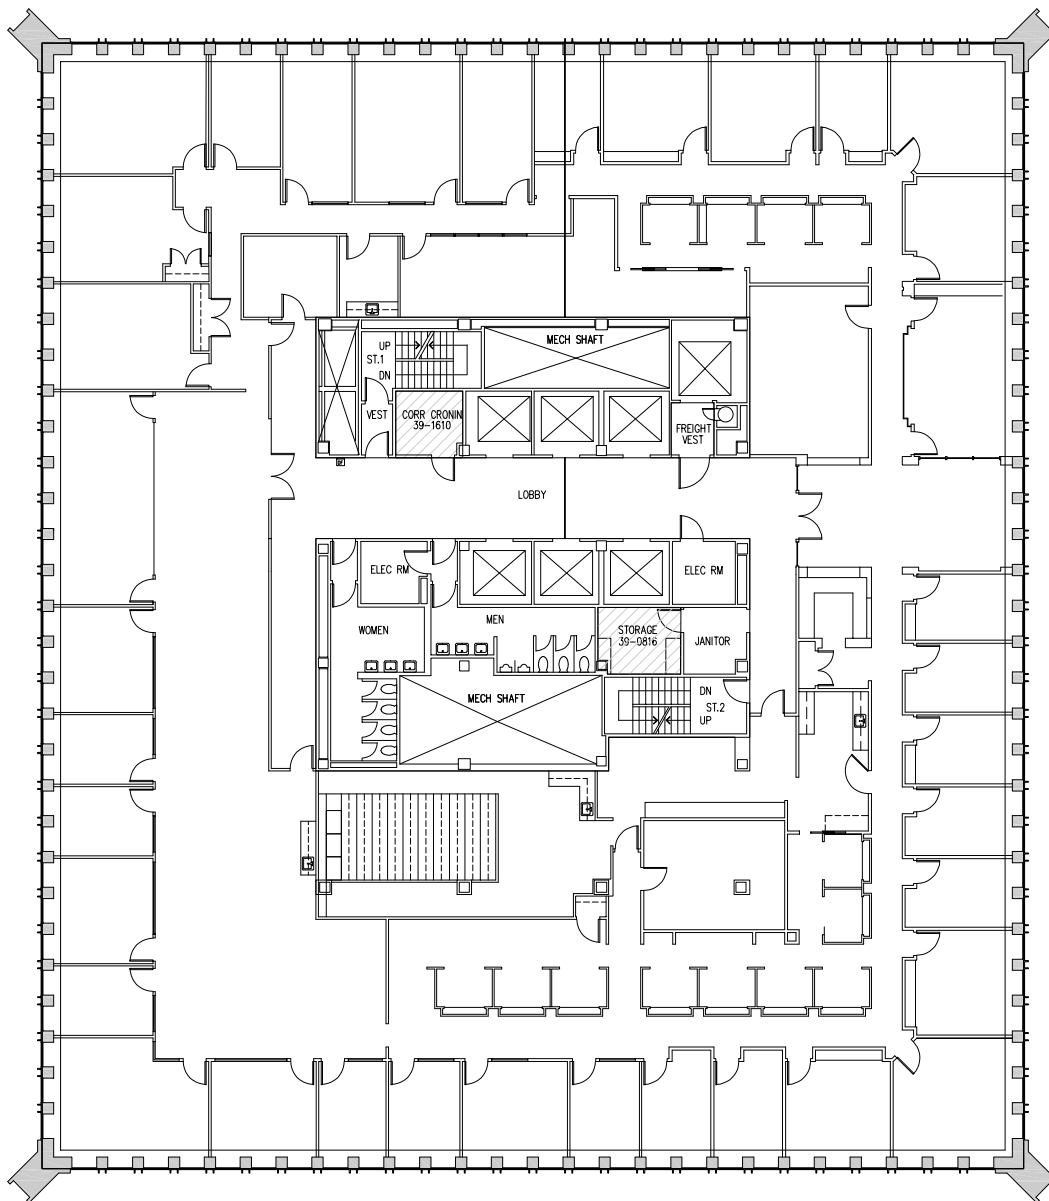 MECH SHAFT
UP
ST.1
DN
VEST
CORR CRONIN
39-1610
FREIGHT
VEST
LOBBY
ELEC RM
ELEC RM
MEN
WOMEN
STORAGE
39-0816
JANITOR
MECH SHAFT
DN
ST.2
UP